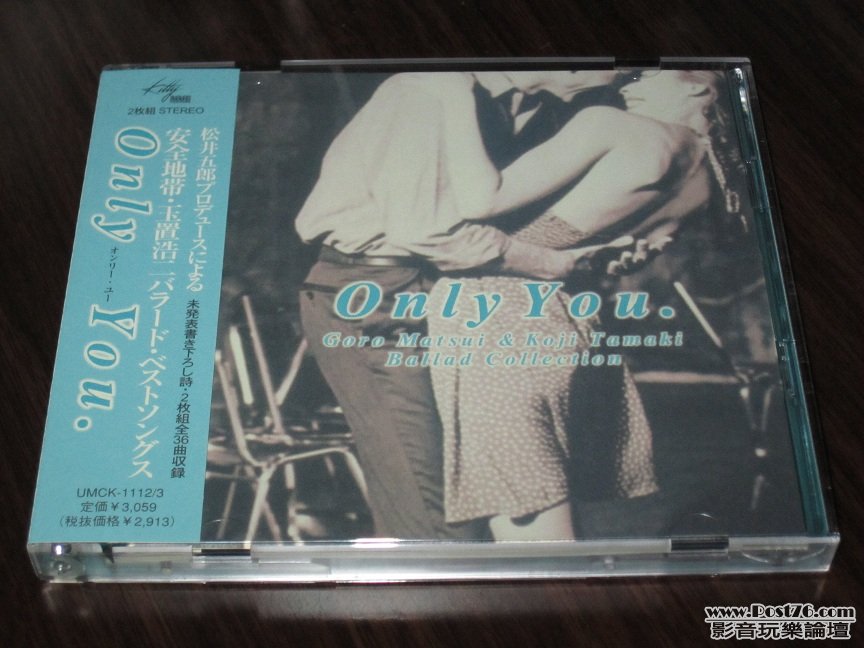 Kitty
2枚組 STEREO
松井五郎プロデュースによる
安全地帯・玉置浩二バラード・ベストソングス
未発表書き下ろし詩・2枚組全36曲収録
Only You.
オンリー・ユー
UMCK-1112/3
定価￥3,059
(税抜価格￥2,913)
Only You.
Goro Matsui & Koji Tamaki
Ballad Collection
www.Post76.com
影音玩樂論壇